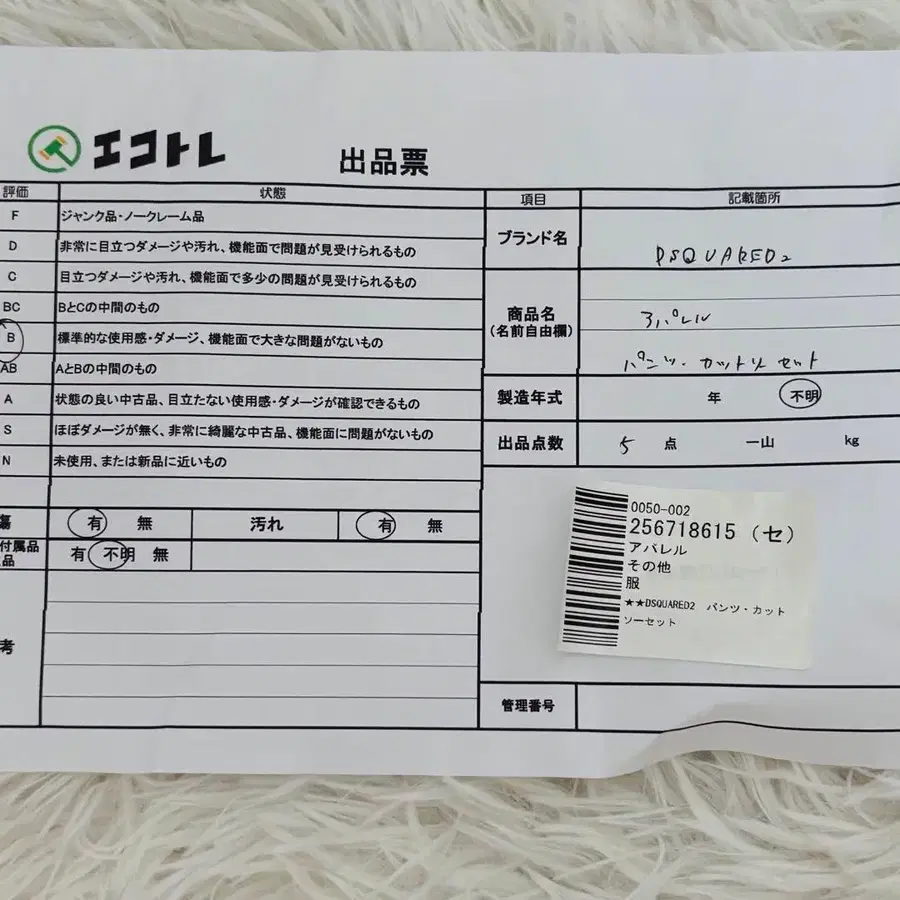 エコトレ
出品票
評価 状態
F ジャンク品・ノークレーム品
D 非常に目立つダメージや汚れ、機能面で問題が見受けられるもの
C 目立つダメージや汚れ、機能面で多少の問題が見受けられるもの
BC BとCの中間のもの
B 標準的な使用感・ダメージ、機能面で大きな問題がないもの
AB AとBの中間のもの
A 状態の良い中古品、目立たない使用感・ダメージが確認できるもの
S ほぼダメージが無く、非常に綺麗な中古品、機能面に問題がないもの
N 未使用、または新品に近いもの
傷 有 無 汚れ 有 無
付属品 有 不明 無
品
考
項目 記載箇所
ブランド名 DSQUARED2
商品名
(名前自由欄)
アパレル
パンツ・カットソーセット
製造年式 年 不明
出品点数 5 点 一山 kg
0050-002
256718615 (セ)
アパレル
その他
服
★★DSQUARED2 パンツ・カット
ソーセット
管理番号